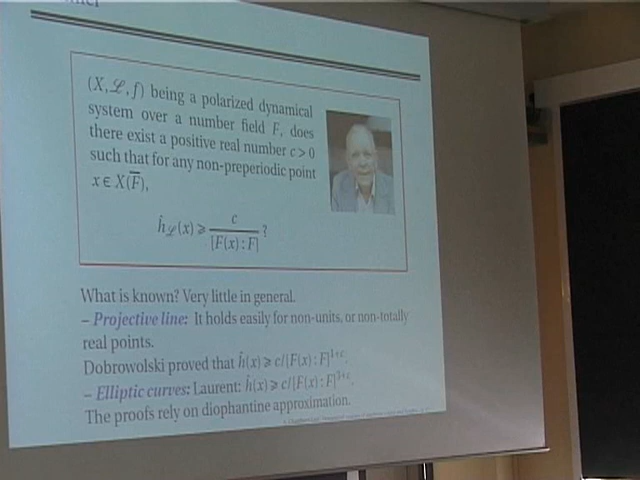 (X, ℒ, f) being a polarized dynamical
system over a number field F, does
there exist a positive real number c > 0
such that for any non-preperiodic point
x ∈ X(F̅),
ĥ_ℒ(x) ⩾ c / [F(x) : F] ?
What is known? Very little in general.
– Projective line: It holds easily for non-units, or non-totally
real points.
Dobrowolski proved that ĥ(x) ⩾ c/[F(x) : F]^{1+ε}.
– Elliptic curves: Laurent: ĥ(x) ⩾ c/[F(x) : F]^{3+ε}.
The proofs rely on diophantine approximation.